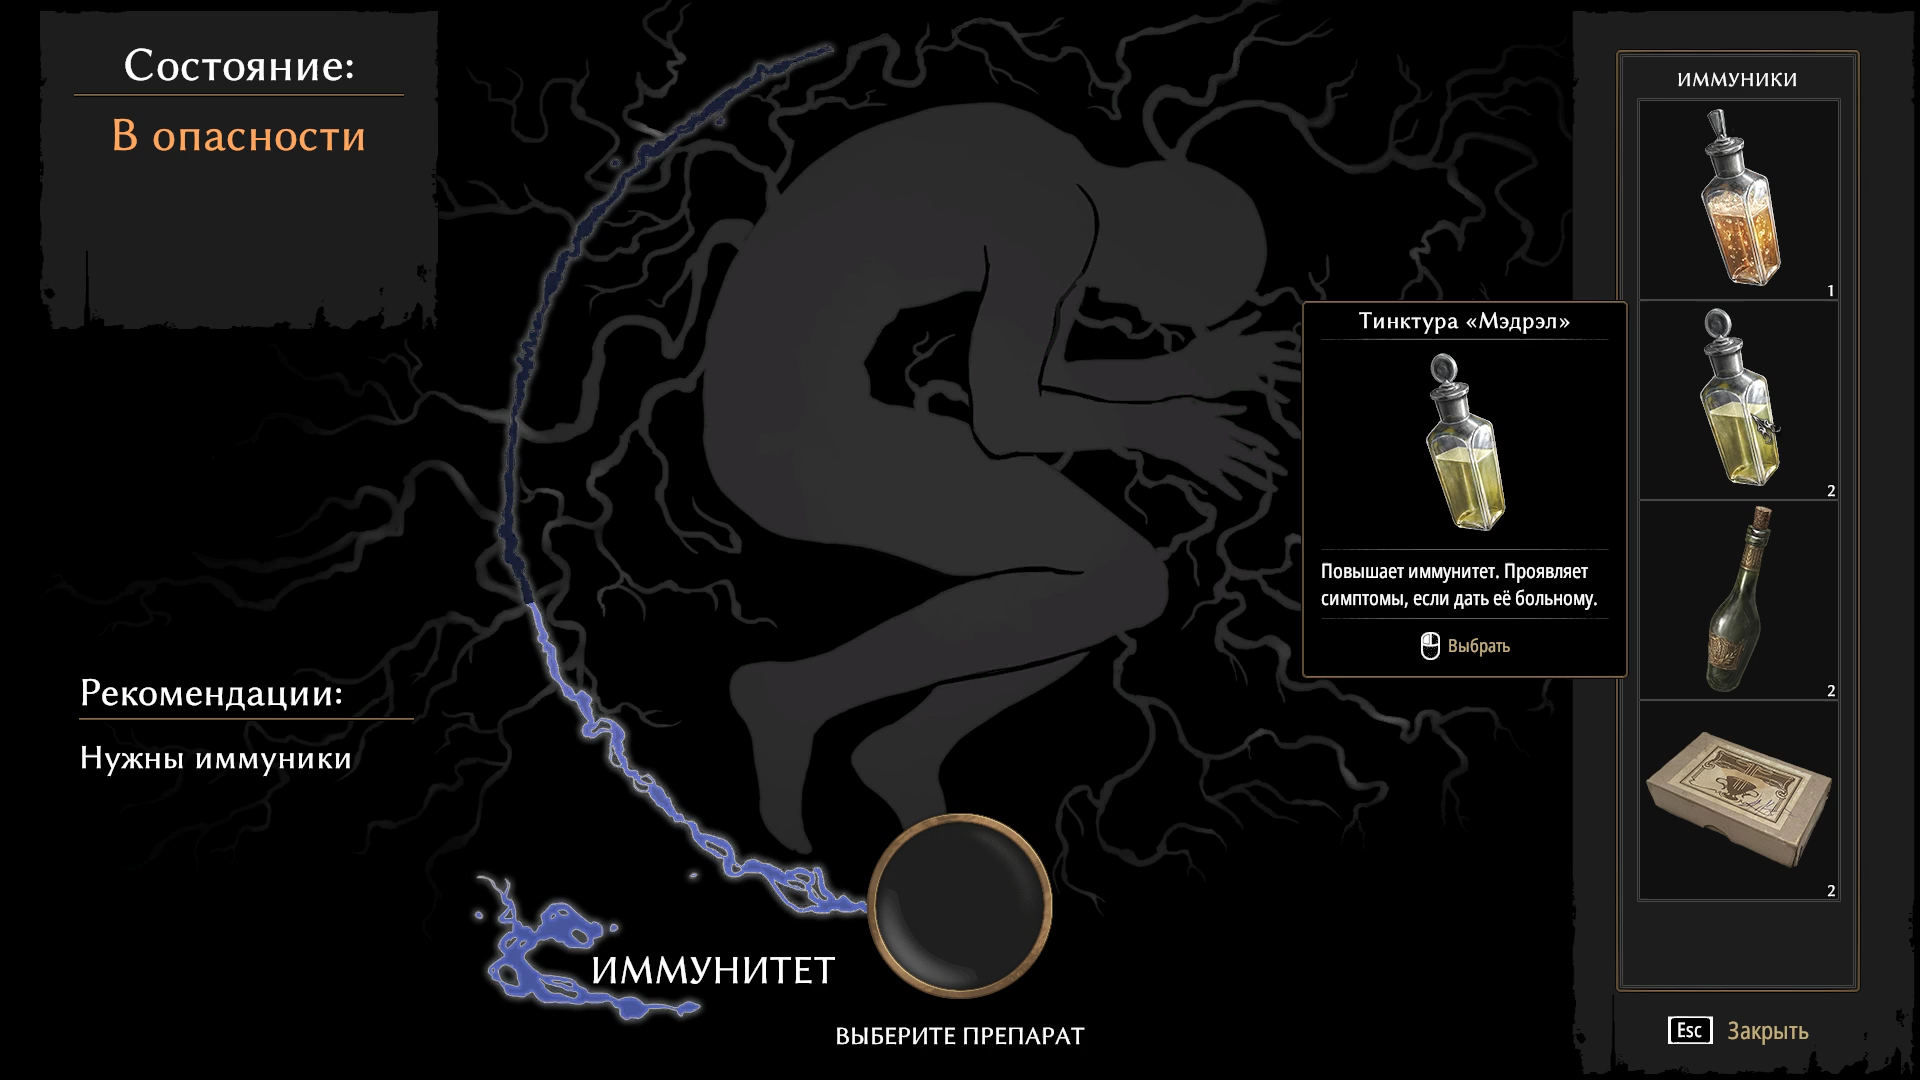 Состояние:
В опасности
Рекомендации:
Нужны иммуники
ИММУНИТЕТ
ВЫБЕРИТЕ ПРЕПАРАТ
Тинктура «Мэдрэл»
Повышает иммунитет. Проявляет
симптомы, если дать её больному.
Выбрать
ИММУНИКИ
1
2
2
2
Esc Закрыть